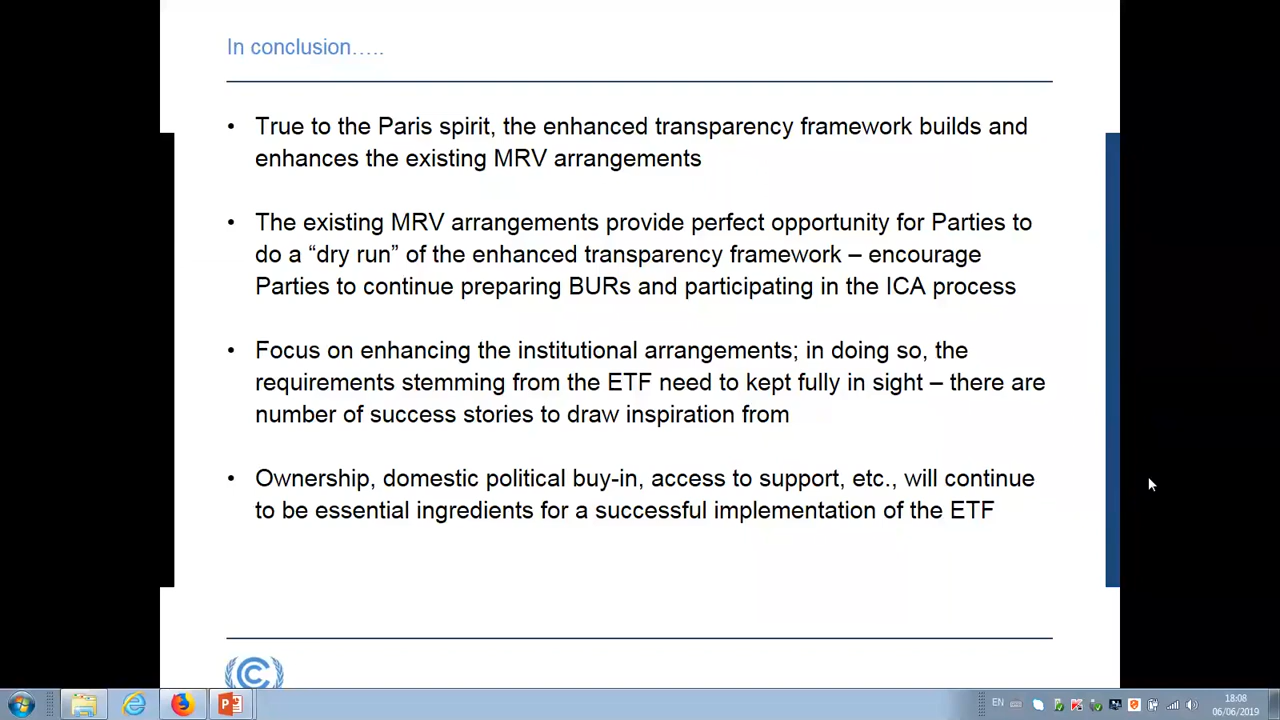 In conclusion.....
• True to the Paris spirit, the enhanced transparency framework builds and
enhances the existing MRV arrangements
• The existing MRV arrangements provide perfect opportunity for Parties to
do a “dry run” of the enhanced transparency framework – encourage
Parties to continue preparing BURs and participating in the ICA process
• Focus on enhancing the institutional arrangements; in doing so, the
requirements stemming from the ETF need to kept fully in sight – there are
number of success stories to draw inspiration from
• Ownership, domestic political buy-in, access to support, etc., will continue
to be essential ingredients for a successful implementation of the ETF
EN
18:08
06/06/2019